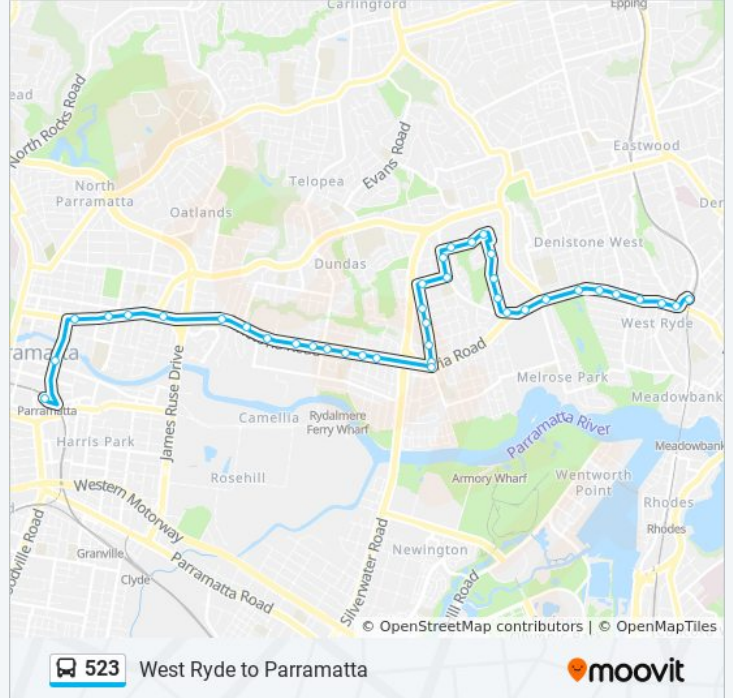 Carlingford
Epping
ead
North Rocks Road
Evans Road
Eastwood
North
Parramatta
Telopea
Oatlands
Der
Denistone West
Dundas
West Ryde
ramatta
ria Road
James Ruse Drive
Melrose Park
Meadowbank
Parramatta
Camellia
Rydalmere
Ferry Wharf
Parramatta River
Harris Park
Meadowbank
Rosehill
Armory Wharf
Wentworth
Point
Western Motorway
Rhodes
Rhodes
Silverwater Road
Newington
Granville
Clyde
Parramatta Road
odville Road
ill Road
© OpenStreetMap contributors | © OpenMapTiles
523 West Ryde to Parramatta
moovit